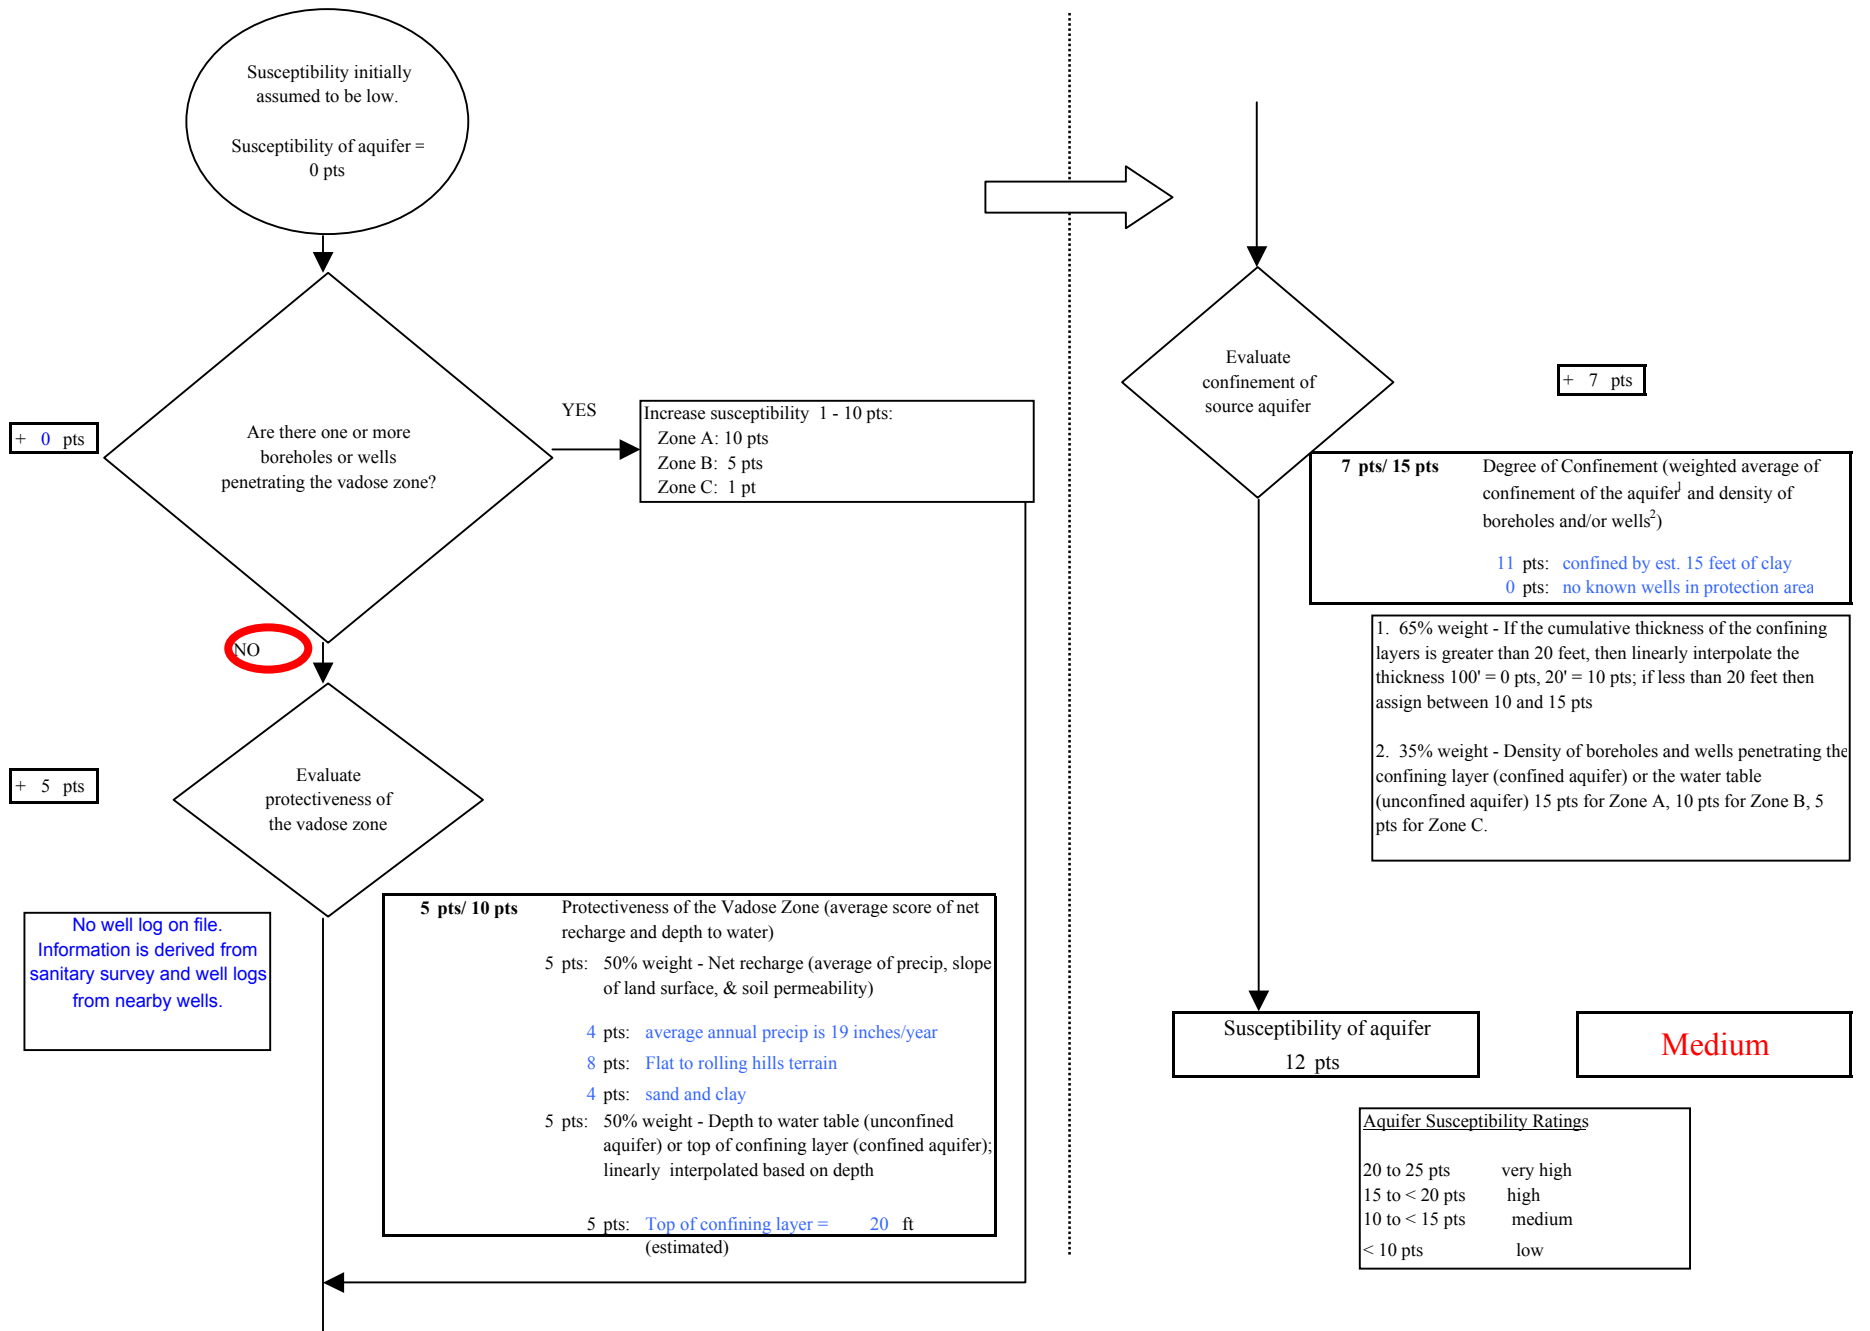 Susceptibility initially
assumed to be low.
Susceptibility of aquifer =
0 pts
+ 0 pts
Are there one or more
boreholes or wells
penetrating the vadose zone?
YES
Increase susceptibility 1 - 10 pts:
Zone A: 10 pts
Zone B: 5 pts
Zone C: 1 pt
NO
+ 5 pts
Evaluate
protectiveness of
the vadose zone
No well log on file.
Information is derived from
sanitary survey and well logs
from nearby wells.
5 pts/ 10 pts Protectiveness of the Vadose Zone (average score of net
recharge and depth to water)
5 pts: 50% weight - Net recharge (average of precip, slope
of land surface, & soil permeability)
4 pts: average annual precip is 19 inches/year
8 pts: Flat to rolling hills terrain
4 pts: sand and clay
5 pts: 50% weight - Depth to water table (unconfined
aquifer) or top of confining layer (confined aquifer);
linearly interpolated based on depth
5 pts: Top of confining layer = 20 ft
(estimated)
Evaluate
confinement of
source aquifer
+ 7 pts
7 pts/ 15 pts Degree of Confinement (weighted average of
confinement of the aquifer1 and density of
boreholes and/or wells2)
11 pts: confined by est. 15 feet of clay
0 pts: no known wells in protection area
1. 65% weight - If the cumulative thickness of the confining
layers is greater than 20 feet, then linearly interpolate the
thickness 100' = 0 pts, 20' = 10 pts; if less than 20 feet then
assign between 10 and 15 pts
2. 35% weight - Density of boreholes and wells penetrating the
confining layer (confined aquifer) or the water table
(unconfined aquifer) 15 pts for Zone A, 10 pts for Zone B, 5
pts for Zone C.
Susceptibility of aquifer
12 pts
Medium
Aquifer Susceptibility Ratings
20 to 25 pts very high
15 to < 20 pts high
10 to < 15 pts medium
< 10 pts low